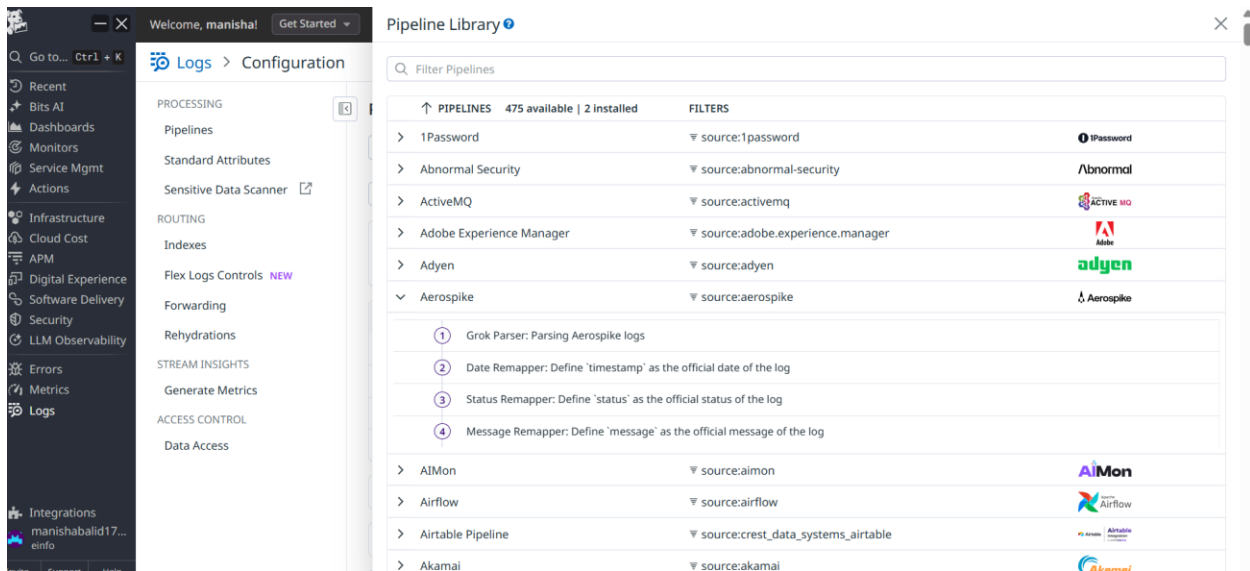 Welcome, manisha!
Get Started
Go to... Ctrl + K
Recent
Bits AI
Dashboards
Monitors
Service Mgmt
Actions
Infrastructure
Cloud Cost
APM
Digital Experience
Software Delivery
Security
LLM Observability
Errors
Metrics
Logs
Integrations
manishabalid17...
einfo
Support
Help
Logs > Configuration
PROCESSING
Pipelines
Standard Attributes
Sensitive Data Scanner
ROUTING
Indexes
Flex Logs Controls NEW
Forwarding
Rehydrations
STREAM INSIGHTS
Generate Metrics
ACCESS CONTROL
Data Access
Pipeline Library
Filter Pipelines
PIPELINES 475 available | 2 installed FILTERS
1Password source:1password 1Password
Abnormal Security source:abnormal-security Abnormal
ActiveMQ source:activemq ACTIVE MQ
Adobe Experience Manager source:adobe.experience.manager Adobe
Adyen source:adyen adyen
Aerospike source:aerospike Aerospike
1 Grok Parser: Parsing Aerospike logs
2 Date Remapper: Define `timestamp` as the official date of the log
3 Status Remapper: Define `status` as the official status of the log
4 Message Remapper: Define `message` as the official message of the log
AIMon source:aimon AiMon
Airflow source:airflow Airflow
Airtable Pipeline source:crest_data_systems_airtable Airtable
Akamai source:akamai Akamai